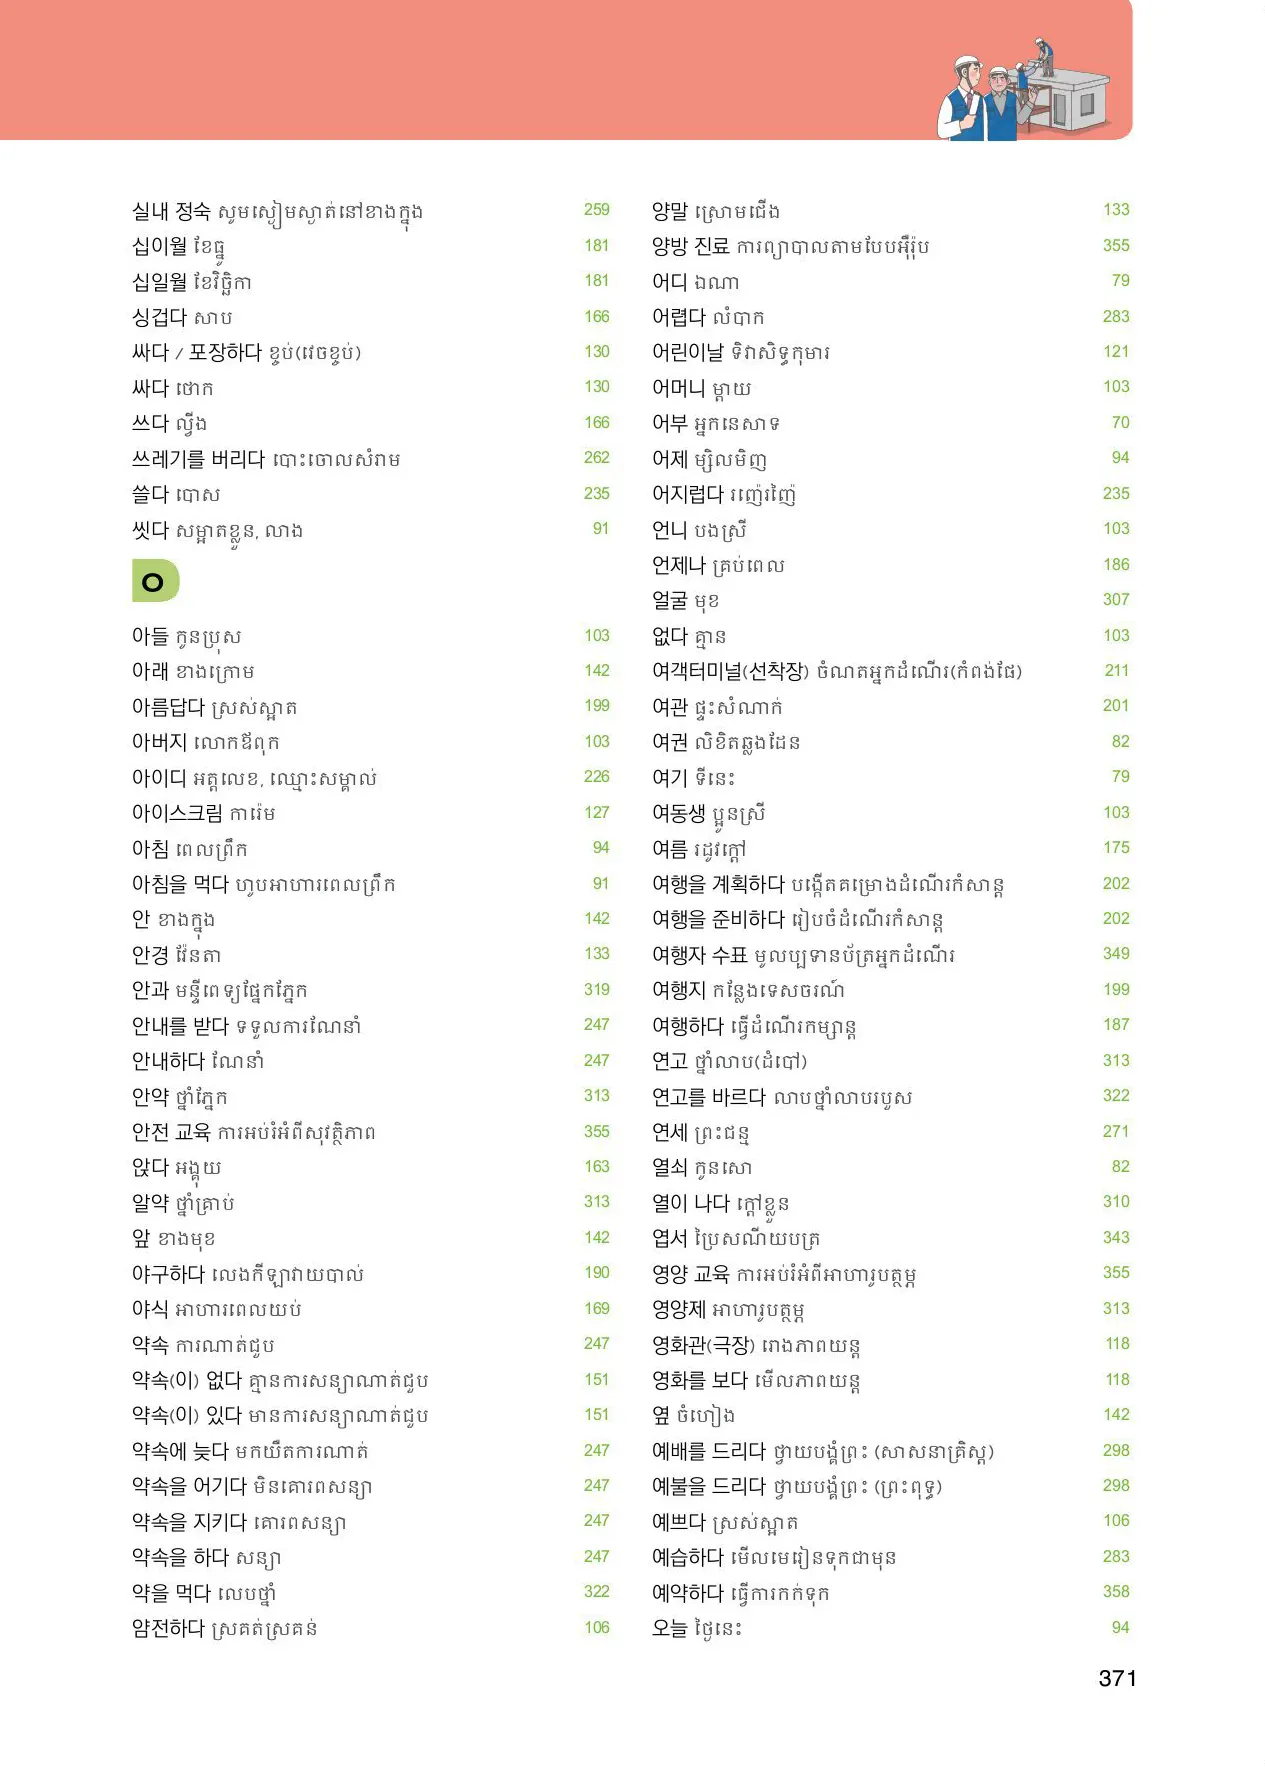 실내 정숙 សូមស្ងៀមស្ងាត់នៅខាងក្នុង 259
십이월 ខែធ្នូ 181
십일월 ខែវិច្ឆិកា 181
싱겁다 សាប 166
싸다 / 포장하다 ខ្ចប់(វេចខ្ចប់) 130
싸다 ថោក 130
쓰다 ល្វីង 166
쓰레기를 버리다 បោះចោលសំរាម 262
쓸다 បោស 235
씻다 សម្អាតខ្លួន, លាង 91
ㅇ
아들 កូនប្រុស 103
아래 ខាងក្រោម 142
아름답다 ស្រស់ស្អាត 199
아버지 លោកឪពុក 103
아이디 អត្តលេខ, ឈ្មោះសម្គាល់ 226
아이스크림 ការ៉េម 127
아침 ពេលព្រឹក 94
아침을 먹다 ហូបអាហារពេលព្រឹក 91
안 ខាងក្នុង 142
안경 វ៉ែនតា 133
안과 មន្ទីពេទ្យផ្នែកភ្នែក 319
안내를 받다 ទទួលការណែនាំ 247
안내하다 ណែនាំ 247
안약 ថ្នាំភ្នែក 313
안전 교육 ការអប់រំអំពីសុវត្ថិភាព 355
앉다 អង្គុយ 163
알약 ថ្នាំគ្រាប់ 313
앞 ខាងមុខ 142
야구하다 លេងកីឡាវាយបាល់ 190
야식 អាហារពេលយប់ 169
약속 ការណាត់ជួប 247
약속(이) 없다 គ្មានការសន្យាណាត់ជួប 151
약속(이) 있다 មានការសន្យាណាត់ជួប 151
약속에 늦다 មកយឺតការណាត់ 247
약속을 어기다 មិនគោរពសន្យា 247
약속을 지키다 គោរពសន្យា 247
약속을 하다 សន្យា 247
약을 먹다 លេបថ្នាំ 322
얌전하다 ស្រគត់ស្រគន់ 106
양말 ស្រោមជើង 133
양방 진료 ការព្យាបាលតាមបែបអ៊ឺរ៉ុប 355
어디 ឯណា 79
어렵다 លំបាក 283
어린이날 ទិវាសិទ្ធកុមារ 121
어머니 ម្តាយ 103
어부 អ្នកនេសាទ 70
어제 ម្សិលមិញ 94
어지럽다 រញ៉េរញ៉ៃ 235
언니 បងស្រី 103
언제나 គ្រប់ពេល 186
얼굴 មុខ 307
없다 គ្មាន 103
여객터미널(선착장) ចំណតអ្នកដំណើរ(កំពង់ផែ) 211
여관 ផ្ទះសំណាក់ 201
여권 លិខិតឆ្លងដែន 82
여기 ទីនេះ 79
여동생 ប្អូនស្រី 103
여름 រដូវក្តៅ 175
여행을 계획하다 បង្កើតគម្រោងដំណើរកំសាន្ត 202
여행을 준비하다 រៀបចំដំណើរកំសាន្ត 202
여행자 수표 មូលប្បទានប័ត្រអ្នកដំណើរ 349
여행지 កន្លែងទេសចរណ៍ 199
여행하다 ធ្វើដំណើរកម្សាន្ត 187
연고 ថ្នាំលាប(ដំបៅ) 313
연고를 바르다 លាបថ្នាំលាបរបួស 322
연세 ព្រះជន្ម 271
열쇠 កូនសោ 82
열이 나다 ក្តៅខ្លួន 310
엽서 ប្រៃសណីយបត្រ 343
영양 교육 ការអប់រំអំពីអាហារូបត្ថម្ភ 355
영양제 អាហារូបត្ថម្ភ 313
영화관(극장) រោងភាពយន្ត 118
영화를 보다 មើលភាពយន្ត 118
옆 ចំហៀង 142
예배를 드리다 ថ្វាយបង្គំព្រះ (សាសនាគ្រិស្ត) 298
예불을 드리다 ថ្វាយបង្គំព្រះ (ព្រះពុទ្ធ) 298
예쁘다 ស្រស់ស្អាត 106
예습하다 មើលមេរៀនទុកជាមុន 283
예약하다 ធ្វើការកក់ទុក 358
오늘 ថ្ងៃនេះ 94
371